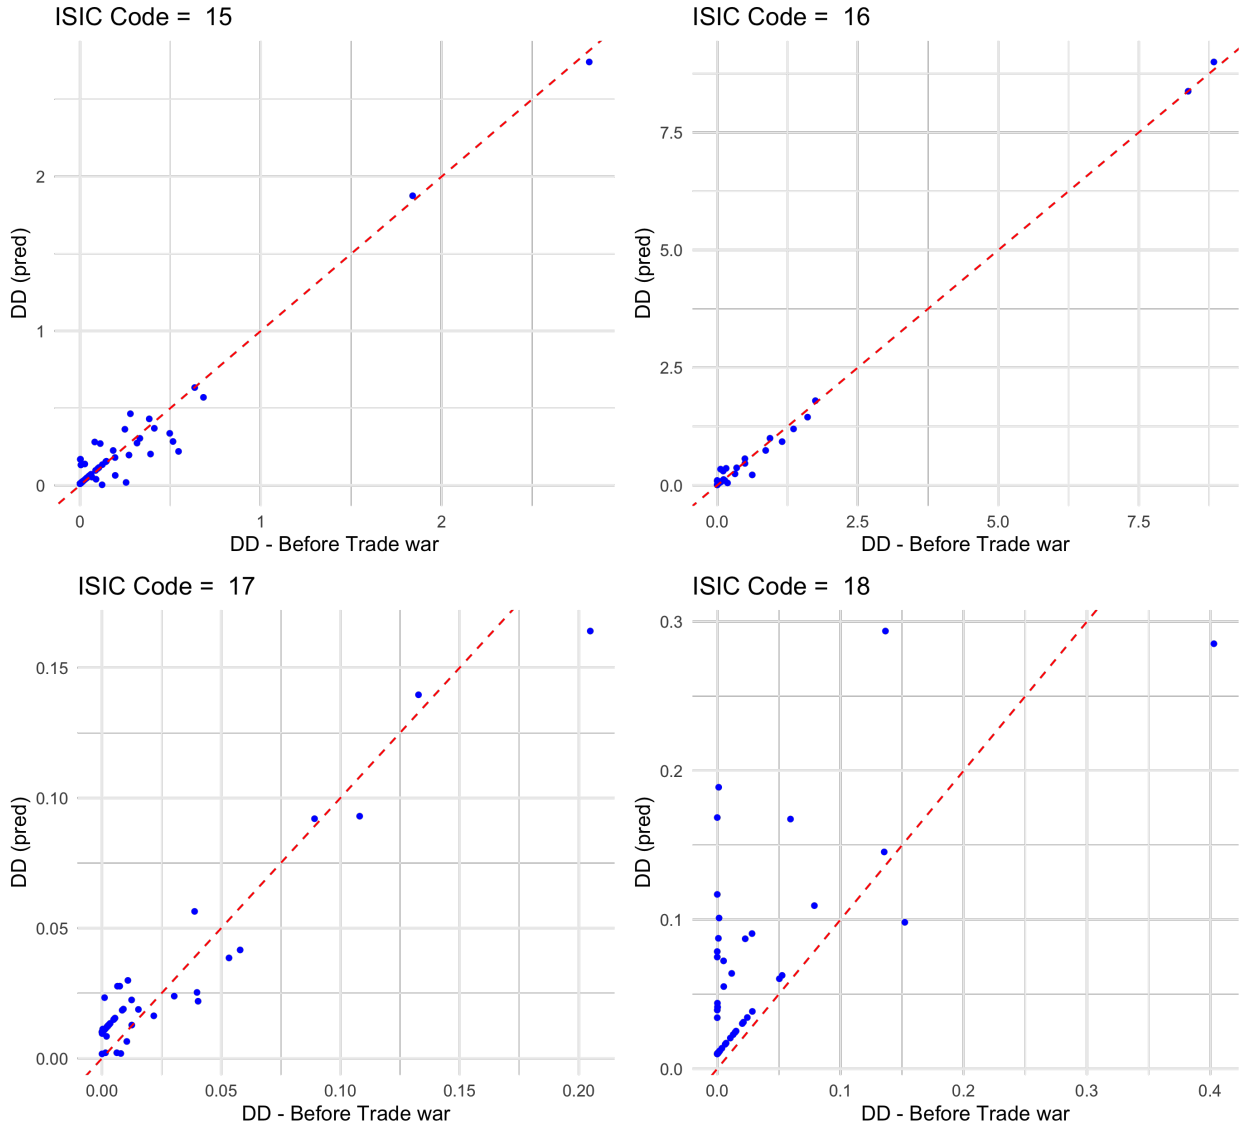 ISIC Code =  15
DD (pred)
2
1
0
0 1 2
DD - Before Trade war
ISIC Code =  16
DD (pred)
7.5
5.0
2.5
0.0
0.0 2.5 5.0 7.5
DD - Before Trade war
ISIC Code =  17
DD (pred)
0.15
0.10
0.05
0.00
0.00 0.05 0.10 0.15 0.20
DD - Before Trade war
ISIC Code =  18
DD (pred)
0.3
0.2
0.1
0.0
0.0 0.1 0.2 0.3 0.4
DD - Before Trade war